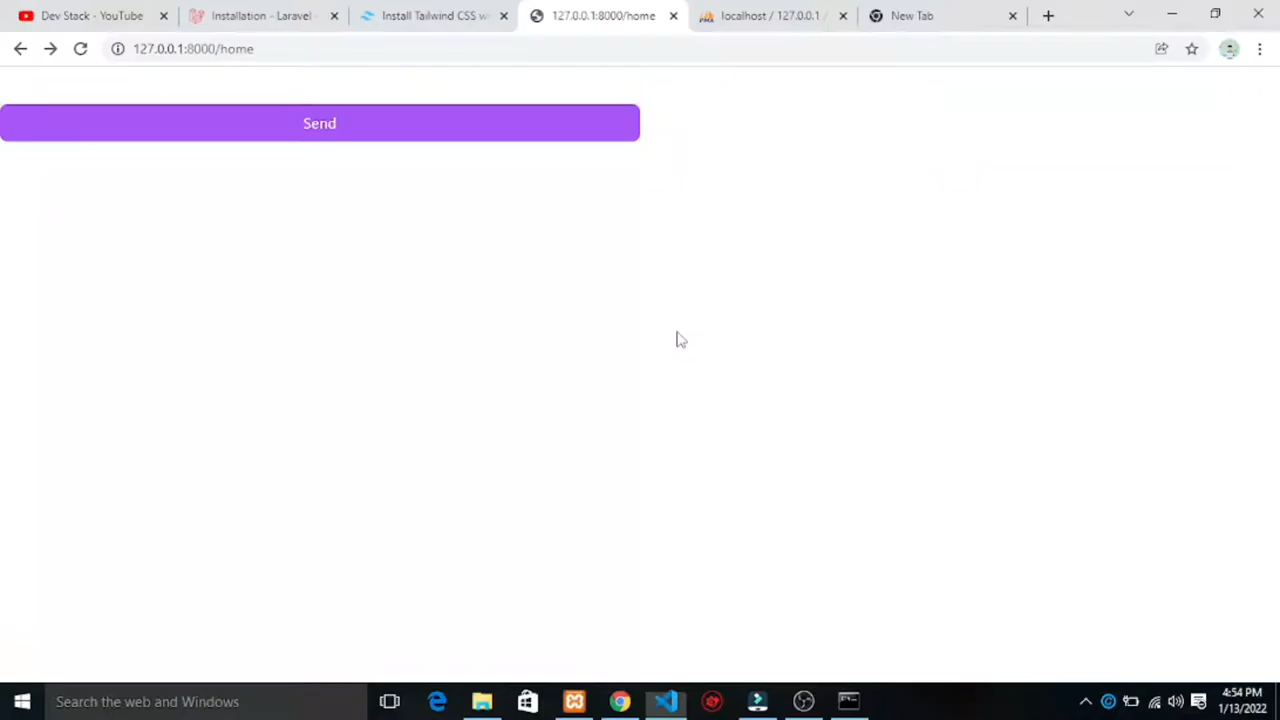 Dev Stack - YouTube
Installation - Laravel -
Install Tailwind CSS w
127.0.0.1:8000/home
localhost / 127.0.0.1 /
New Tab
127.0.0.1:8000/home
Send
Search the web and Windows
4:54 PM
1/13/2022